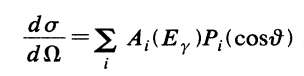 dσ/dΩ = ∑_i A_i(E_γ)P_i(cosϑ)